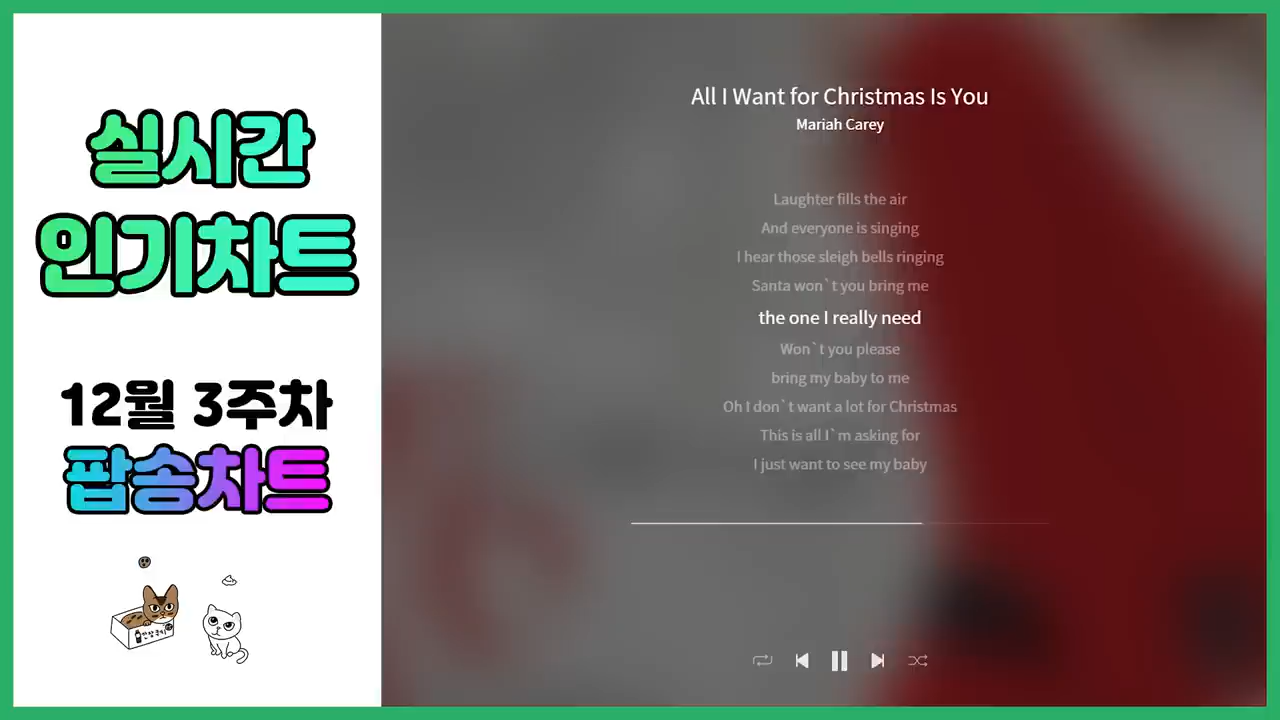 실시간
인기차트
12월 3주차
팝송차트
All I Want for Christmas Is You
Mariah Carey
Laughter fills the air
And everyone is singing
I hear those sleigh bells ringing
Santa won`t you bring me
the one I really need
Won`t you please
bring my baby to me
Oh I don`t want a lot for Christmas
This is all I`m asking for
I just want to see my baby